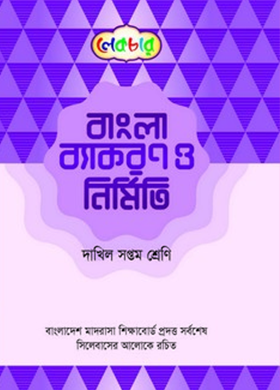 লেকচার
বাংলা
ব্যাকরণ ও
নির্মিতি
দাখিল সপ্তম শ্রেণি
বাংলাদেশ মাদরাসা শিক্ষাবোর্ড প্রদত্ত সর্বশেষ
সিলেবাসের আলোকে রচিত